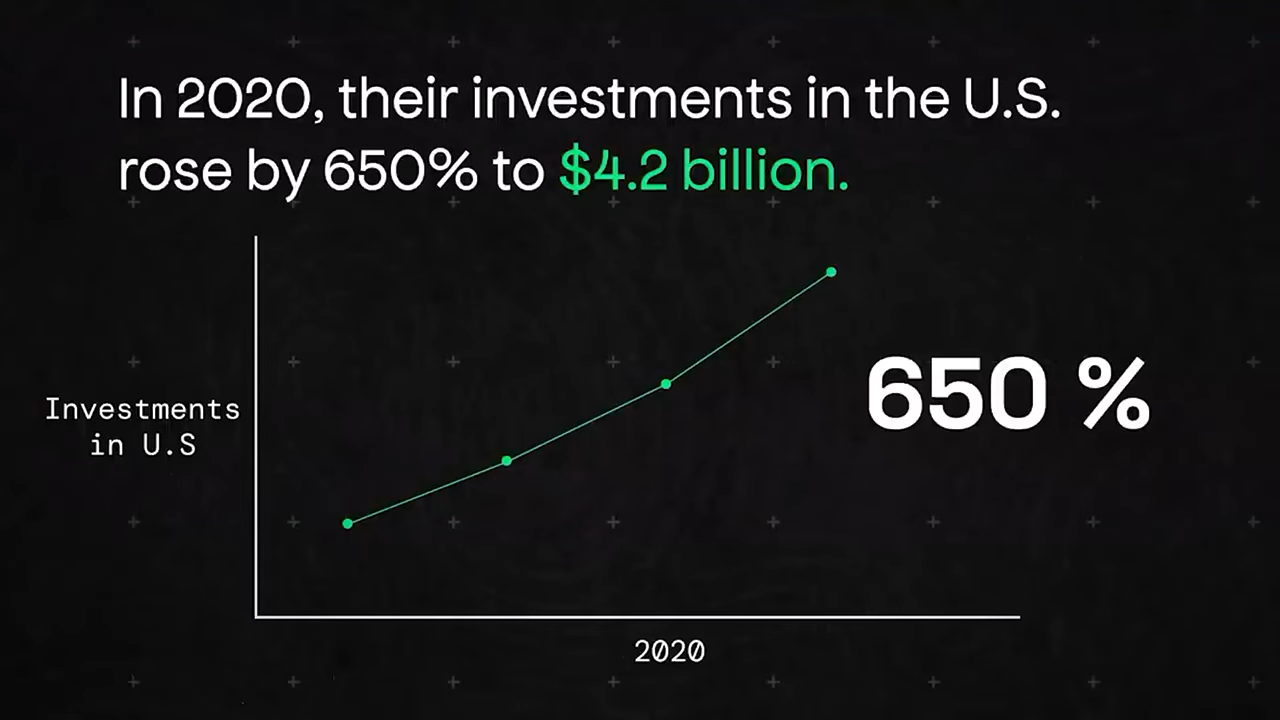 In 2020, their investments in the U.S.
rose by 650% to $4.2 billion.
650 %
Investments
in U.S
2020